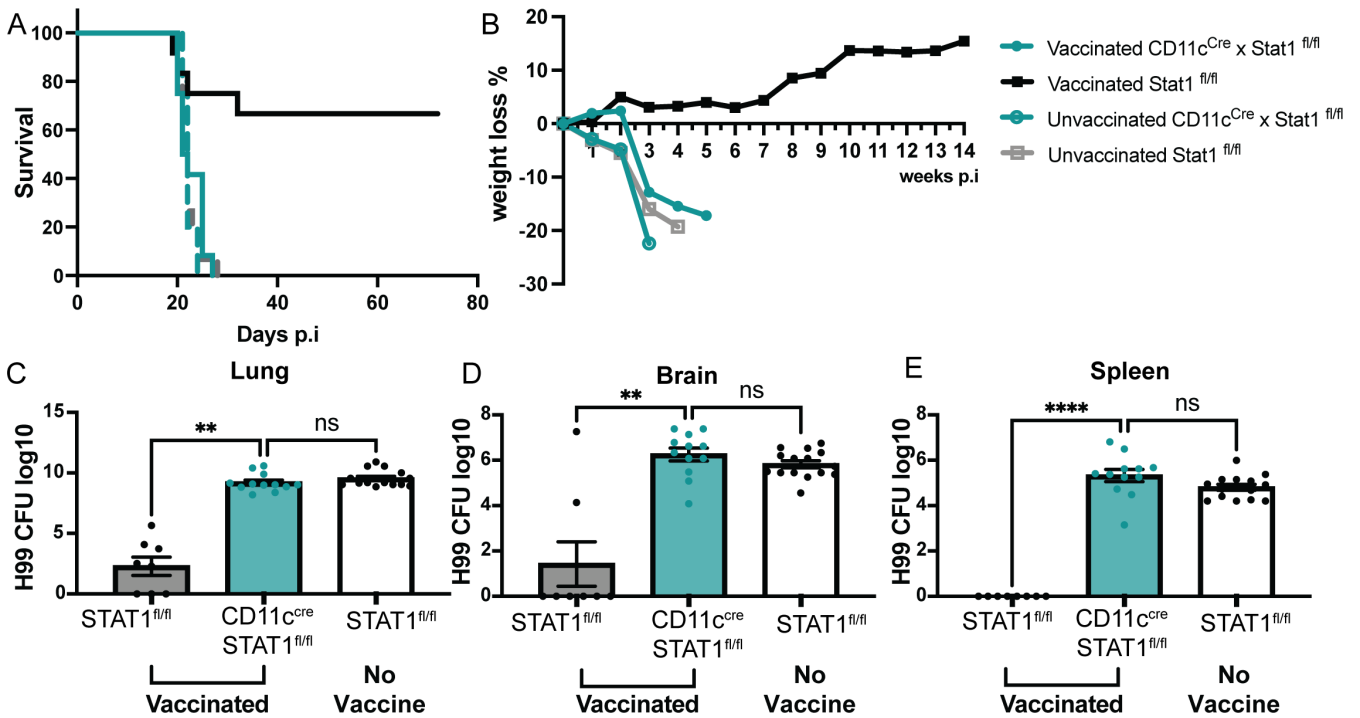 A
100
80
60
40
20
0
Survival
0 20 40 60 80
Days p.i
B
20
10
0
-10
-20
-30
weight loss %
1 3 4 5 6 7 8 9 10 11 12 13 14
weeks p.i
Vaccinated CD11c^Cre x Stat1 fl/fl
Vaccinated Stat1 fl/fl
Unvaccinated CD11c^Cre x Stat1 fl/fl
Unvaccinated Stat1 fl/fl
C
Lung
15
10
5
0
H99 CFU log10
** ns
STAT1fl/fl CD11ccre STAT1fl/fl
STAT1fl/fl
Vaccinated
No
Vaccine
D
Brain
8
6
4
2
0
H99 CFU log10
** ns
STAT1fl/fl CD11ccre STAT1fl/fl
STAT1fl/fl
Vaccinated
No
Vaccine
E
Spleen
8
6
4
2
0
H99 CFU log10
**** ns
STAT1fl/fl CD11ccre STAT1fl/fl
STAT1fl/fl
Vaccinated
No
Vaccine